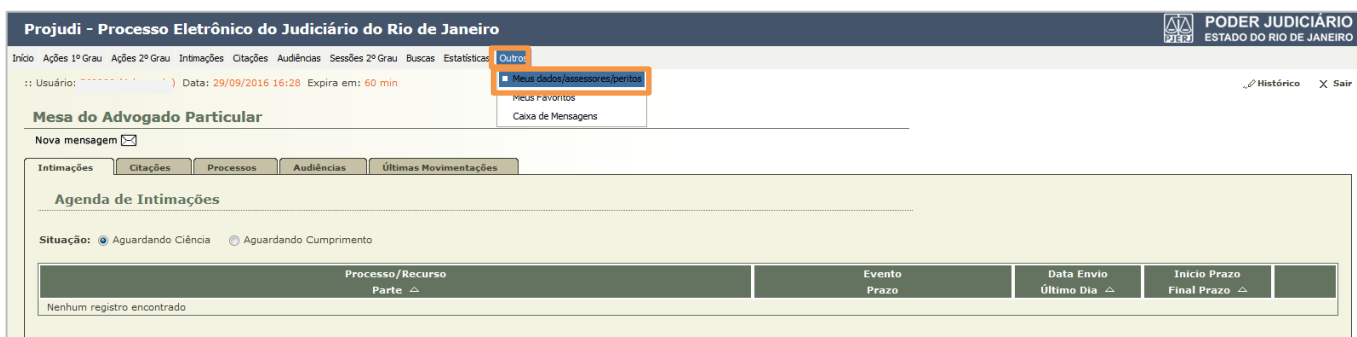 Projudi - Processo Eletrônico do Judiciário do Rio de Janeiro
PJERJ
PODER JUDICIÁRIO
ESTADO DO RIO DE JANEIRO
Início Ações 1º Grau Ações 2º Grau Intimações Citações Audiências Sessões 2º Grau Buscas Estatísticas Outros
:: Usuário: ) Data: 29/09/2016 16:28 Expira em: 60 min
Meus dados/assessores/peritos
Histórico X Sair
Meus Favoritos
Caixa de Mensagens
Mesa do Advogado Particular
Nova mensagem
Intimações Citações Processos Audiências Últimas Movimentações
Agenda de Intimações
Situação: Aguardando Ciência Aguardando Cumprimento
Processo/Recurso Evento Data Envio Inicio Prazo
Parte Prazo Último Dia Final Prazo
Nenhum registro encontrado